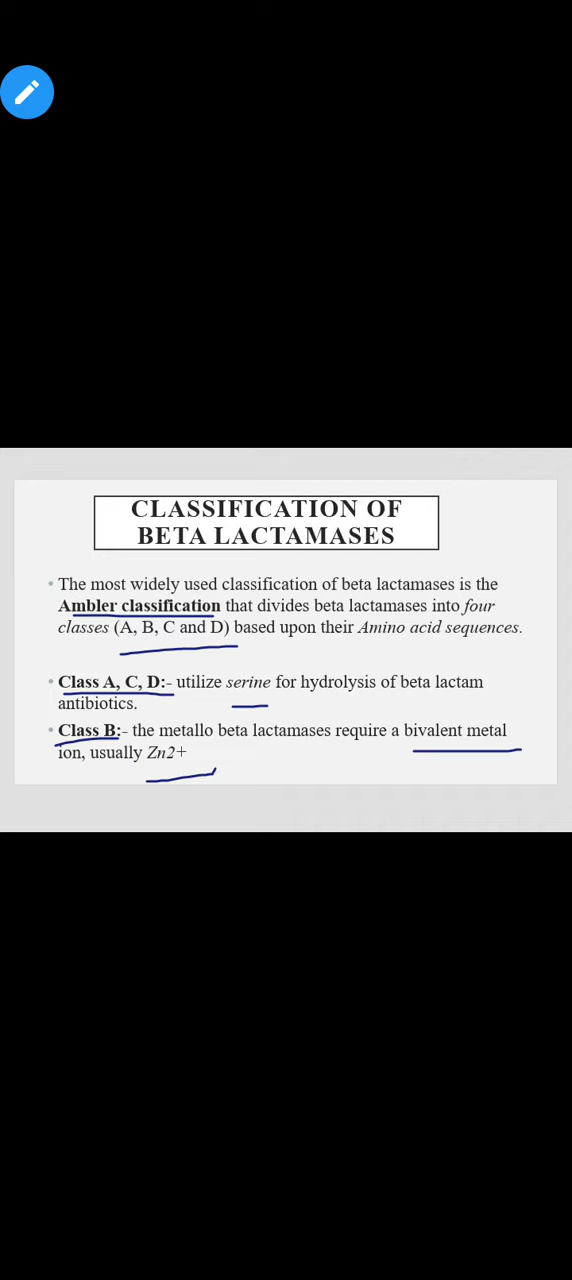 CLASSIFICATION OF
BETA LACTAMASES
• The most widely used classification of beta lactamases is the
Ambler classification that divides beta lactamases into four
classes (A, B, C and D) based upon their Amino acid sequences.
• Class A, C, D:- utilize serine for hydrolysis of beta lactam
antibiotics.
• Class B:- the metallo beta lactamases require a bivalent metal
ion, usually Zn2+